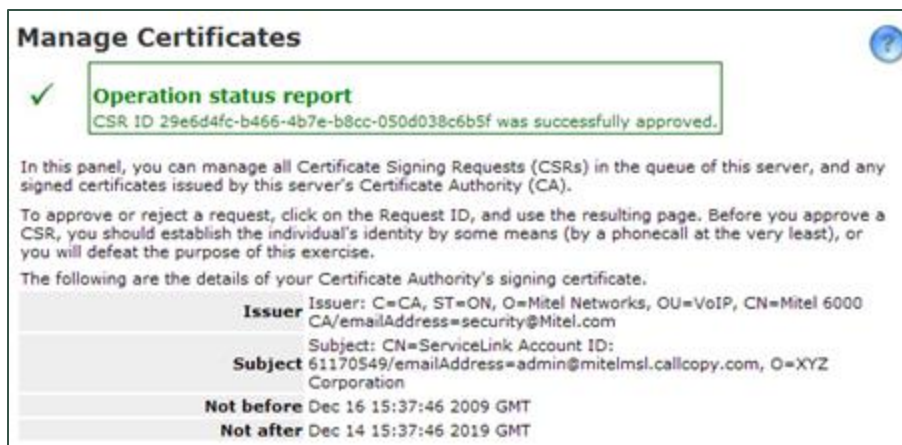 Manage Certificates
?
Operation status report
CSR ID 29e6d4fc-b466-4b7e-b8cc-050d038c6b5f was successfully approved.
In this panel, you can manage all Certificate Signing Requests (CSRs) in the queue of this server, and any
signed certificates issued by this server's Certificate Authority (CA).
To approve or reject a request, click on the Request ID, and use the resulting page. Before you approve a
CSR, you should establish the individual's identity by some means (by a phonecall at the very least), or
you will defeat the purpose of this exercise.
The following are the details of your Certificate Authority's signing certificate.
Issuer Issuer: C=CA, ST=ON, O=Mitel Networks, OU=VoIP, CN=Mitel 6000
CA/emailAddress=security@Mitel.com
Subject: CN=ServiceLink Account ID:
Subject 61170549/emailAddress=admin@mitelmsl.callcopy.com, O=XYZ
Corporation
Not before Dec 16 15:37:46 2009 GMT
Not after Dec 14 15:37:46 2019 GMT